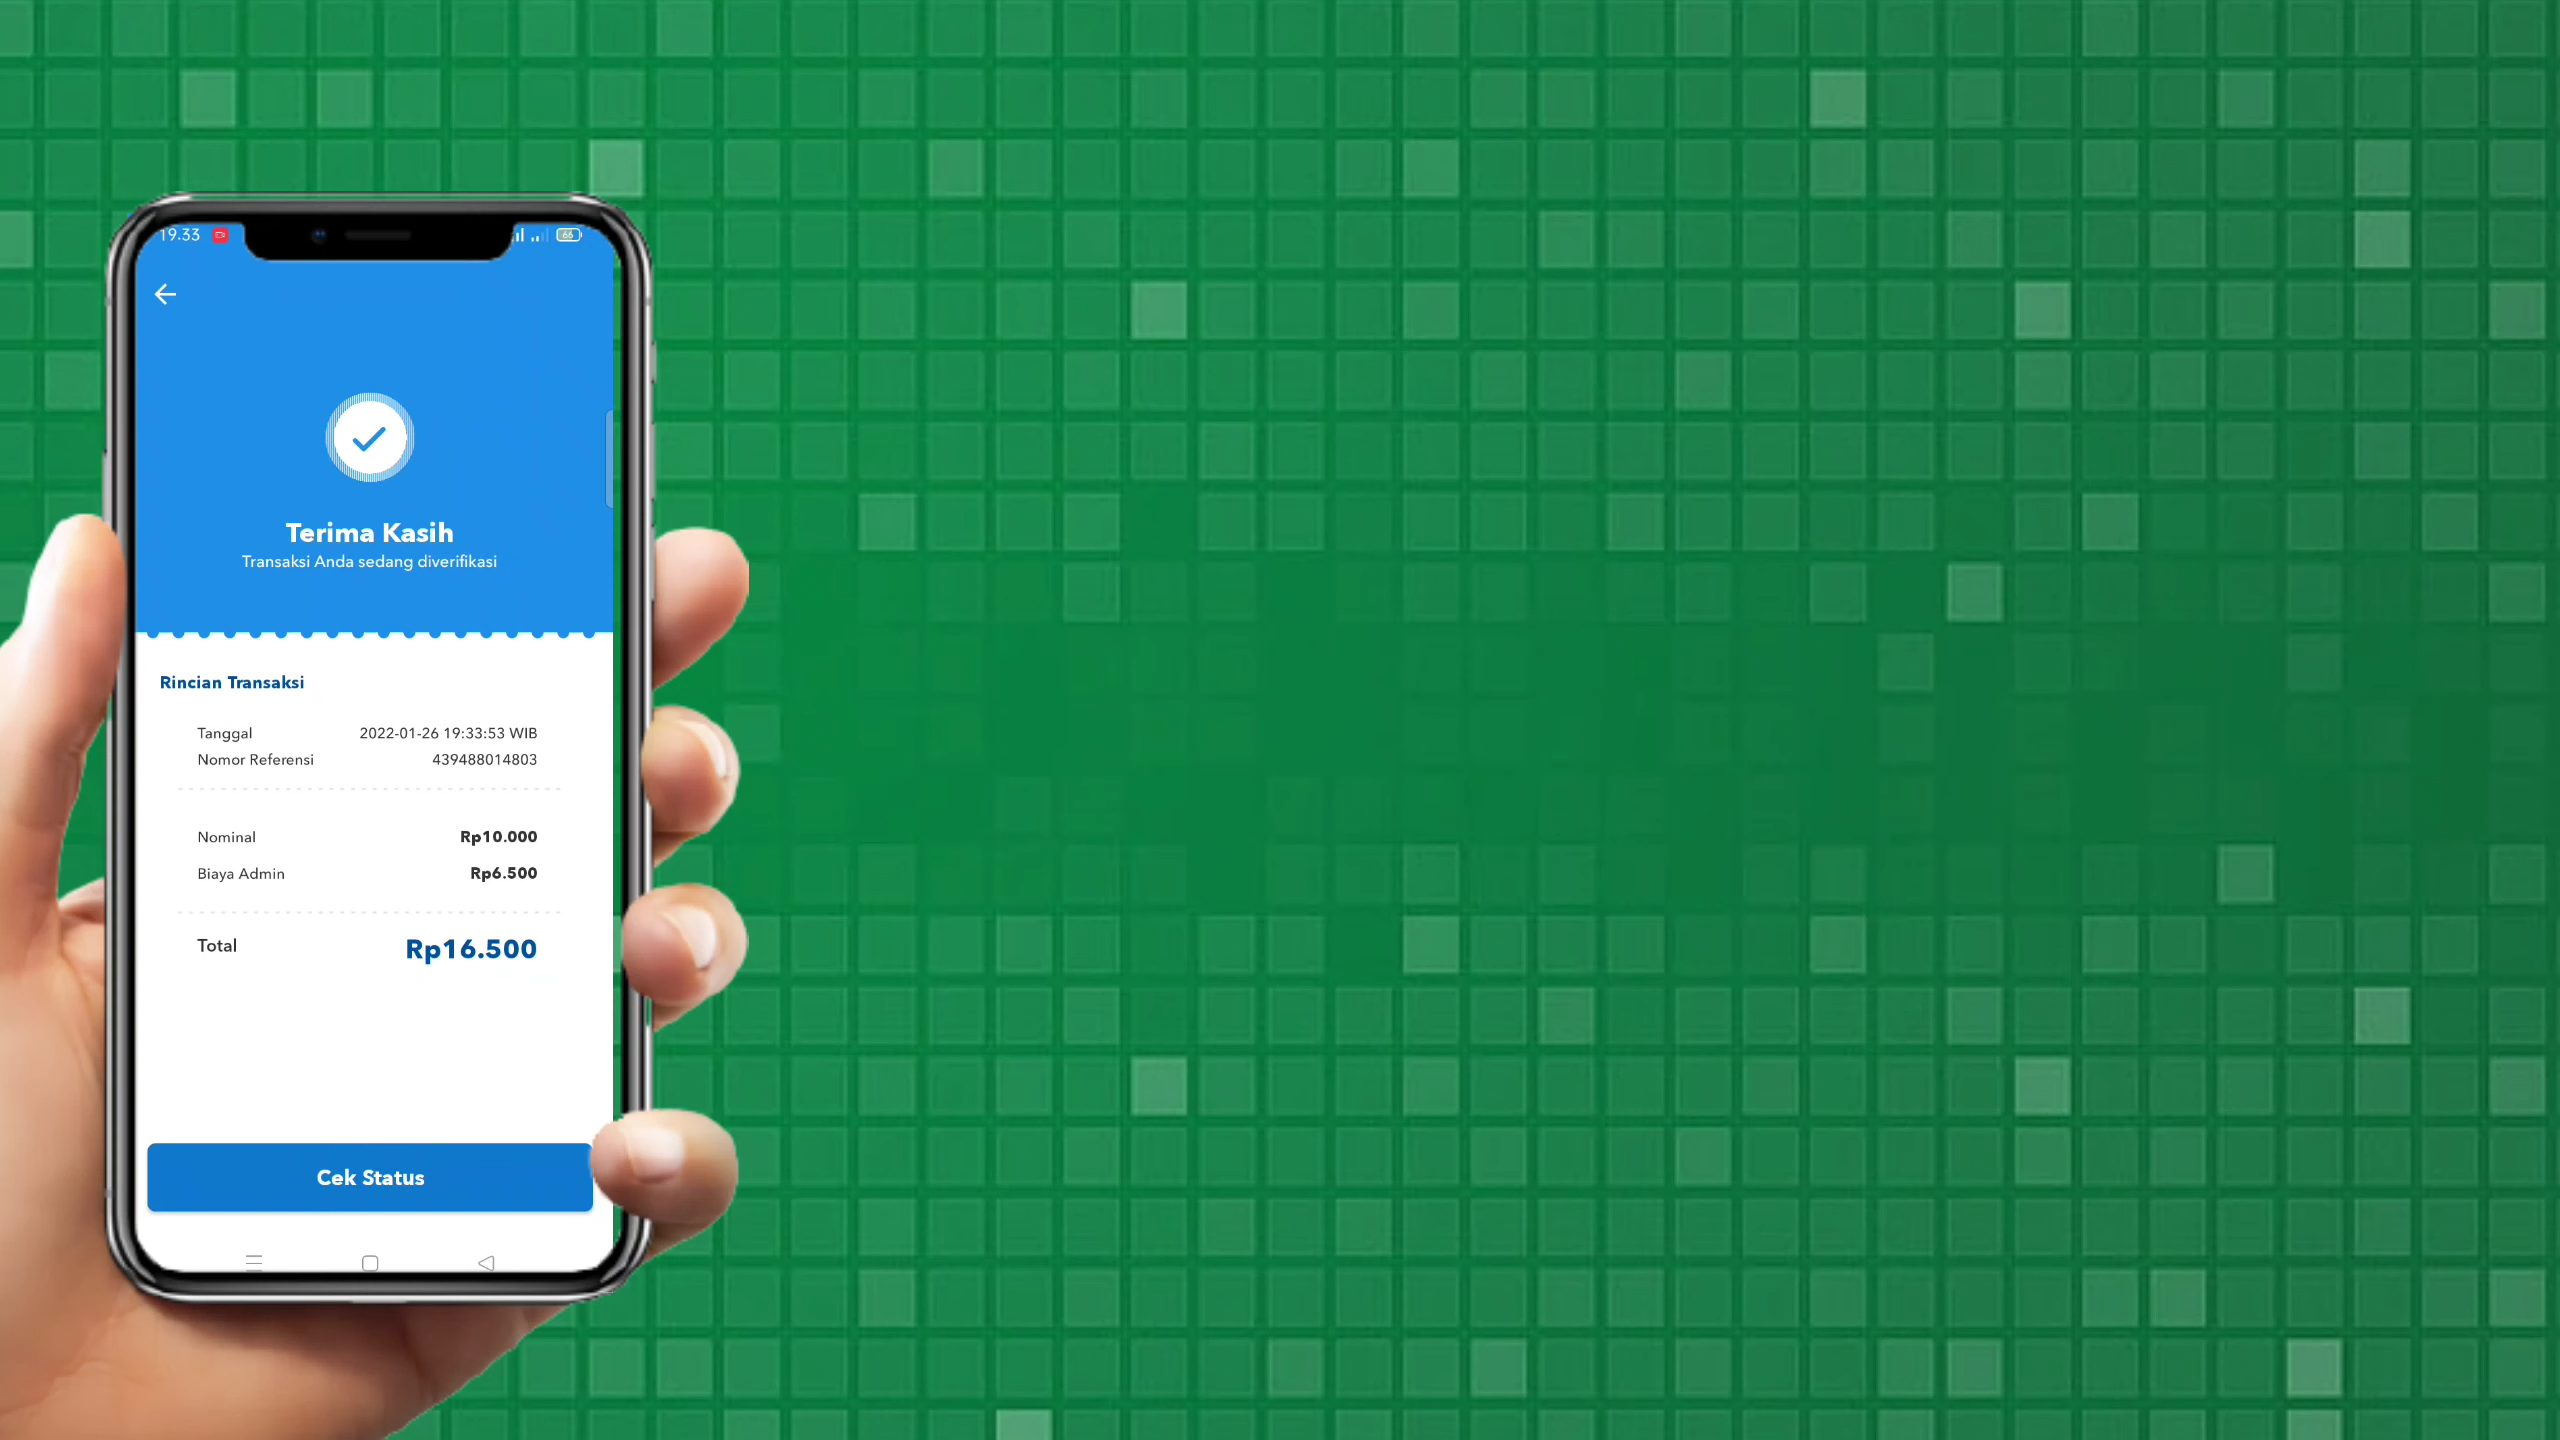 19.33
66
Terima Kasih
Transaksi Anda sedang diverifikasi
Rincian Transaksi
Tanggal 2022-01-26 19:33:53 WIB
Nomor Referensi 439488014803
Nominal Rp10.000
Biaya Admin Rp6.500
Total Rp16.500
Cek Status